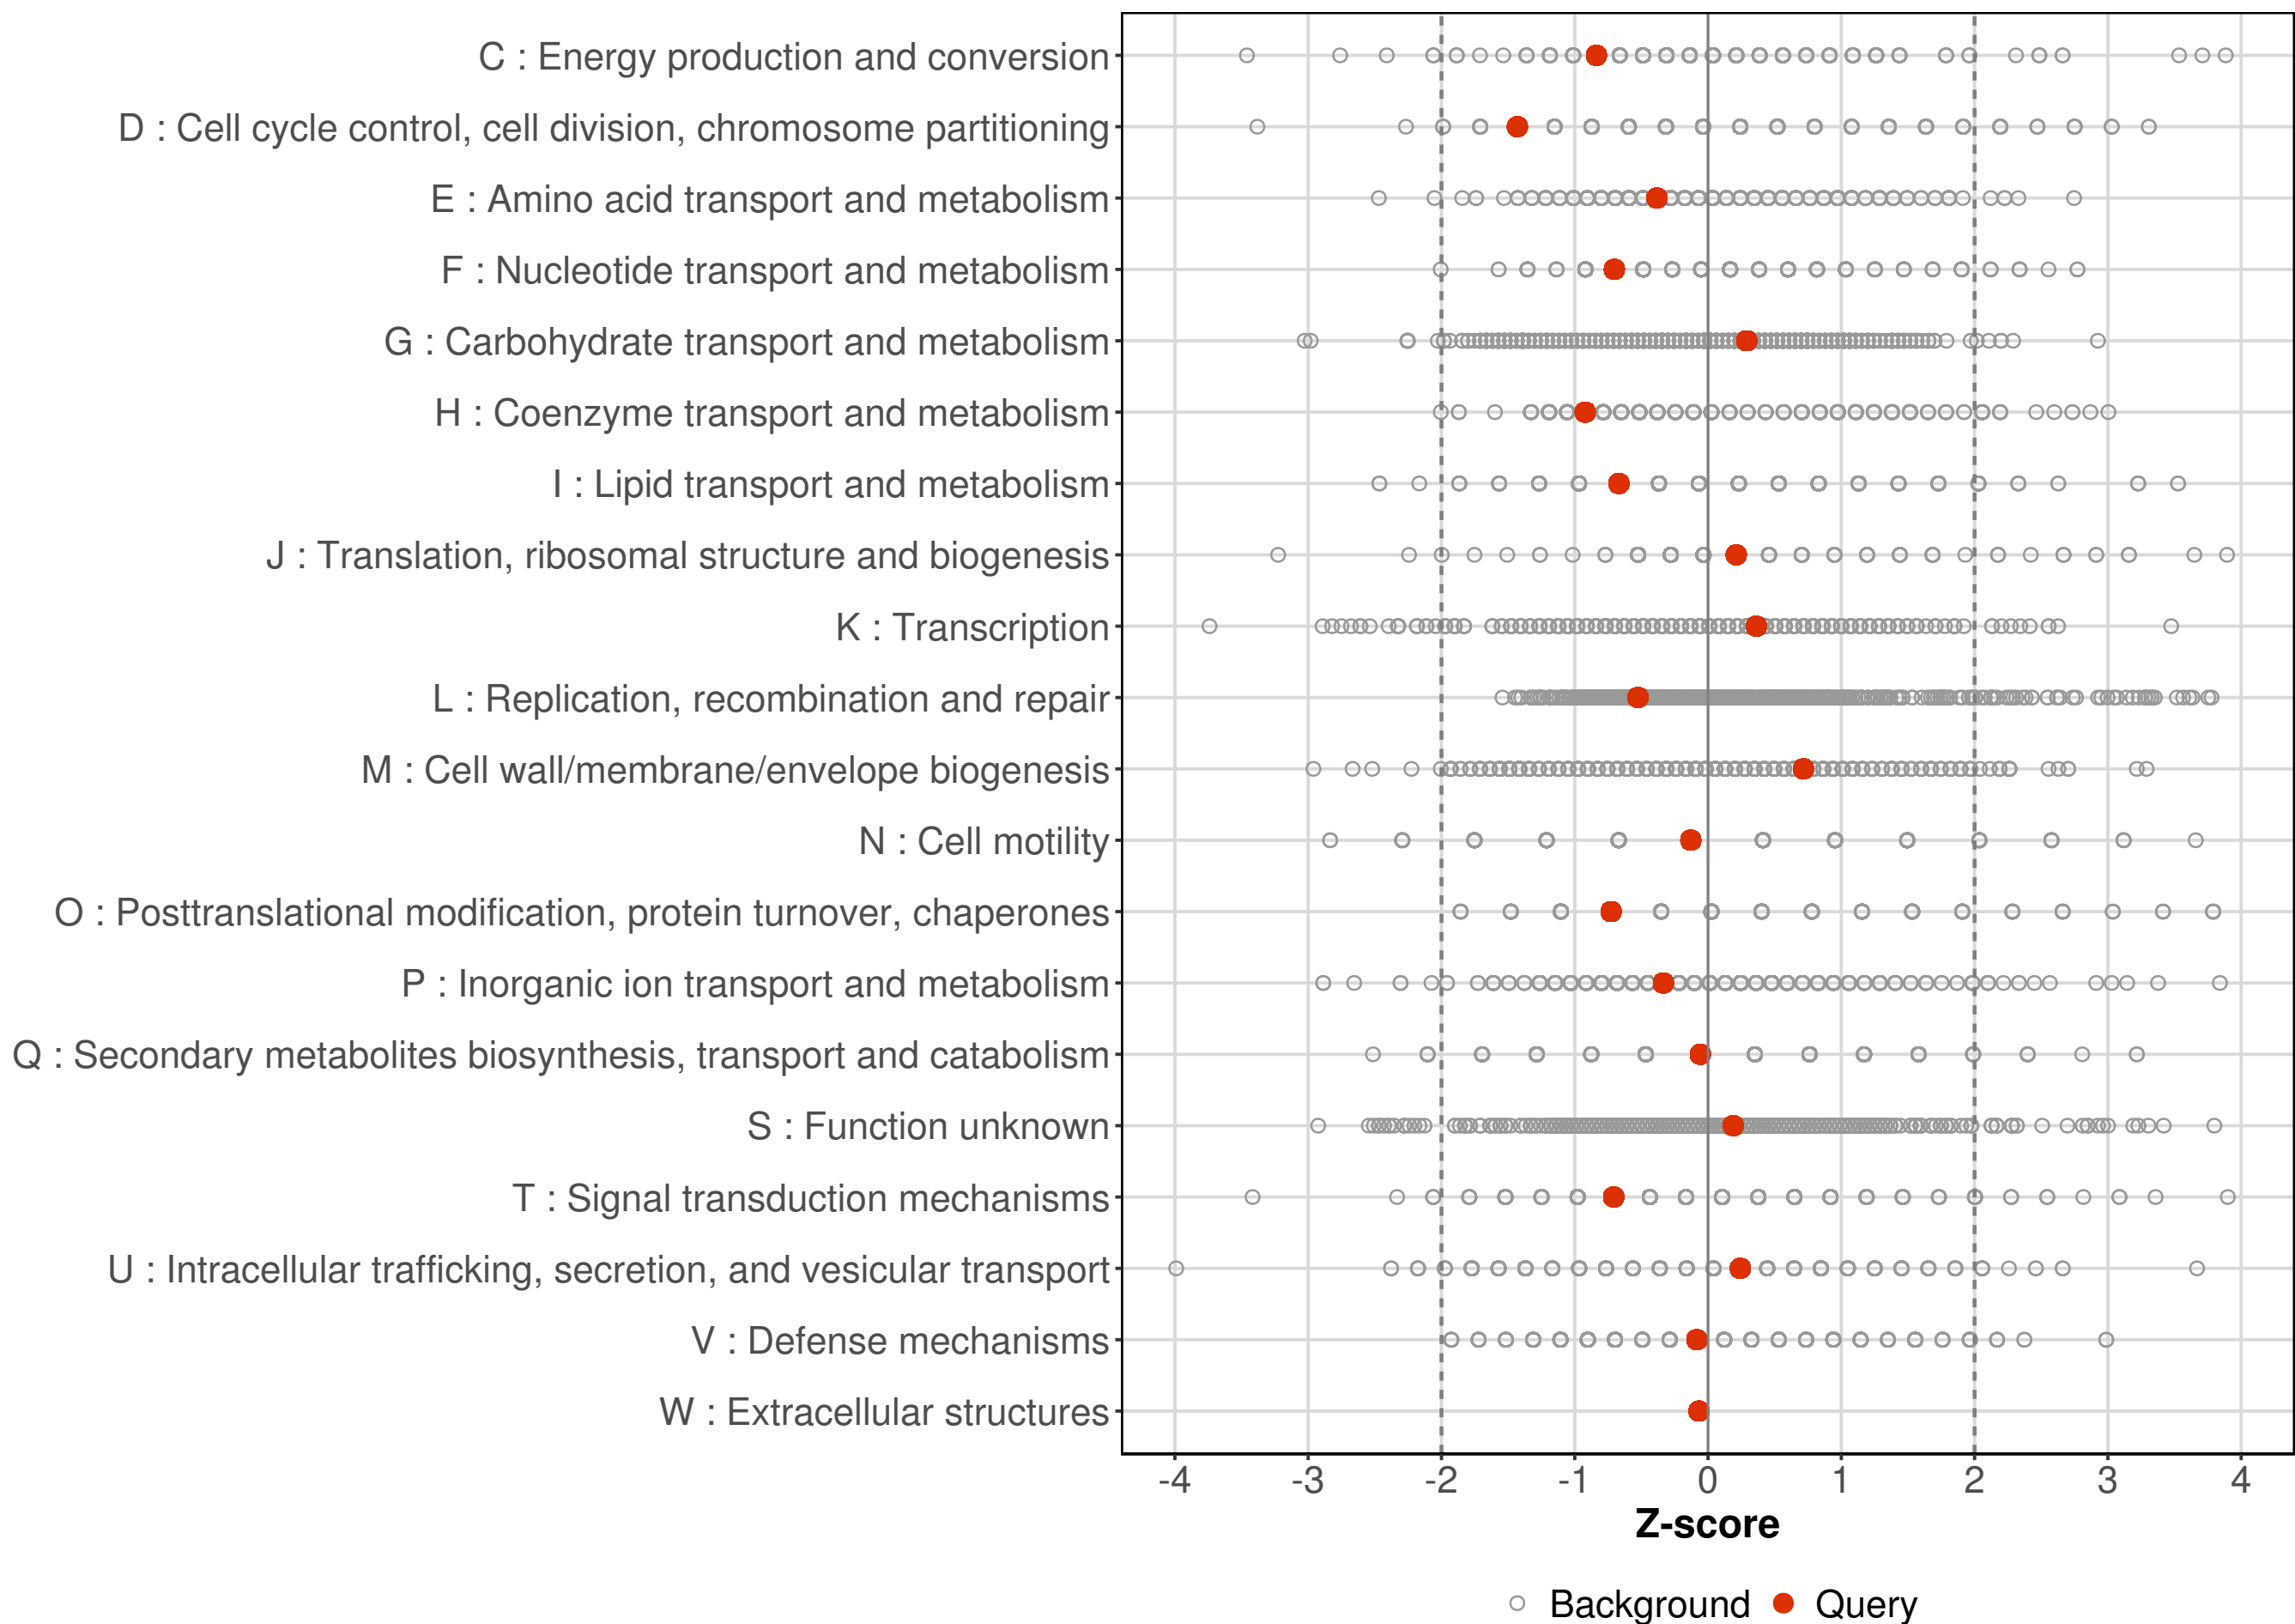 C : Energy production and conversion
D : Cell cycle control, cell division, chromosome partitioning
E : Amino acid transport and metabolism
F : Nucleotide transport and metabolism
G : Carbohydrate transport and metabolism
H : Coenzyme transport and metabolism
I : Lipid transport and metabolism
J : Translation, ribosomal structure and biogenesis
K : Transcription
L : Replication, recombination and repair
M : Cell wall/membrane/envelope biogenesis
N : Cell motility
O : Posttranslational modification, protein turnover, chaperones
P : Inorganic ion transport and metabolism
Q : Secondary metabolites biosynthesis, transport and catabolism
S : Function unknown
T : Signal transduction mechanisms
U : Intracellular trafficking, secretion, and vesicular transport
V : Defense mechanisms
W : Extracellular structures
-4 -3 -2 -1 0 1 2 3 4
Z-score
Background Query